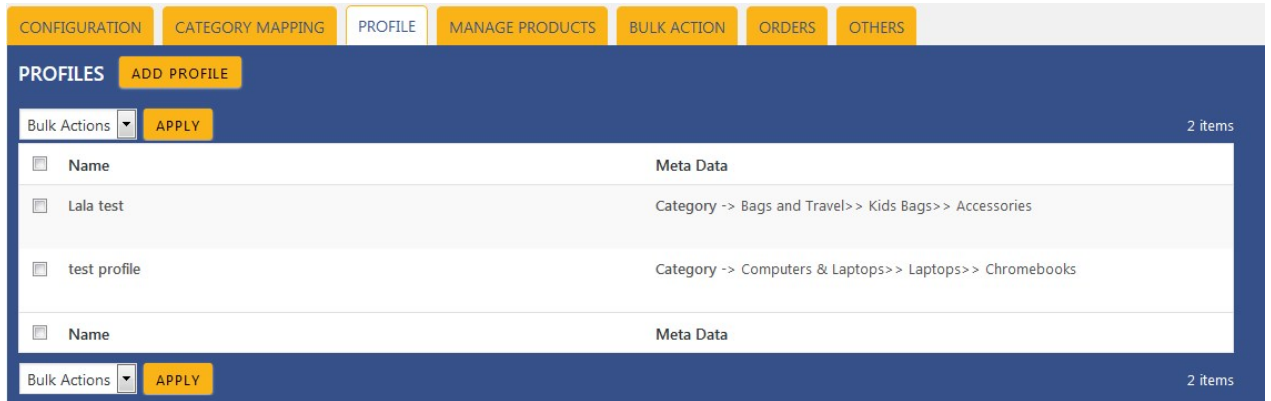 CONFIGURATION CATEGORY MAPPING PROFILE MANAGE PRODUCTS BULK ACTION ORDERS OTHERS
PROFILES ADD PROFILE
Bulk Actions APPLY 2 items
Name Meta Data
Lala test Category -> Bags and Travel>> Kids Bags>> Accessories
test profile Category -> Computers & Laptops>> Laptops>> Chromebooks
Name Meta Data
Bulk Actions APPLY 2 items